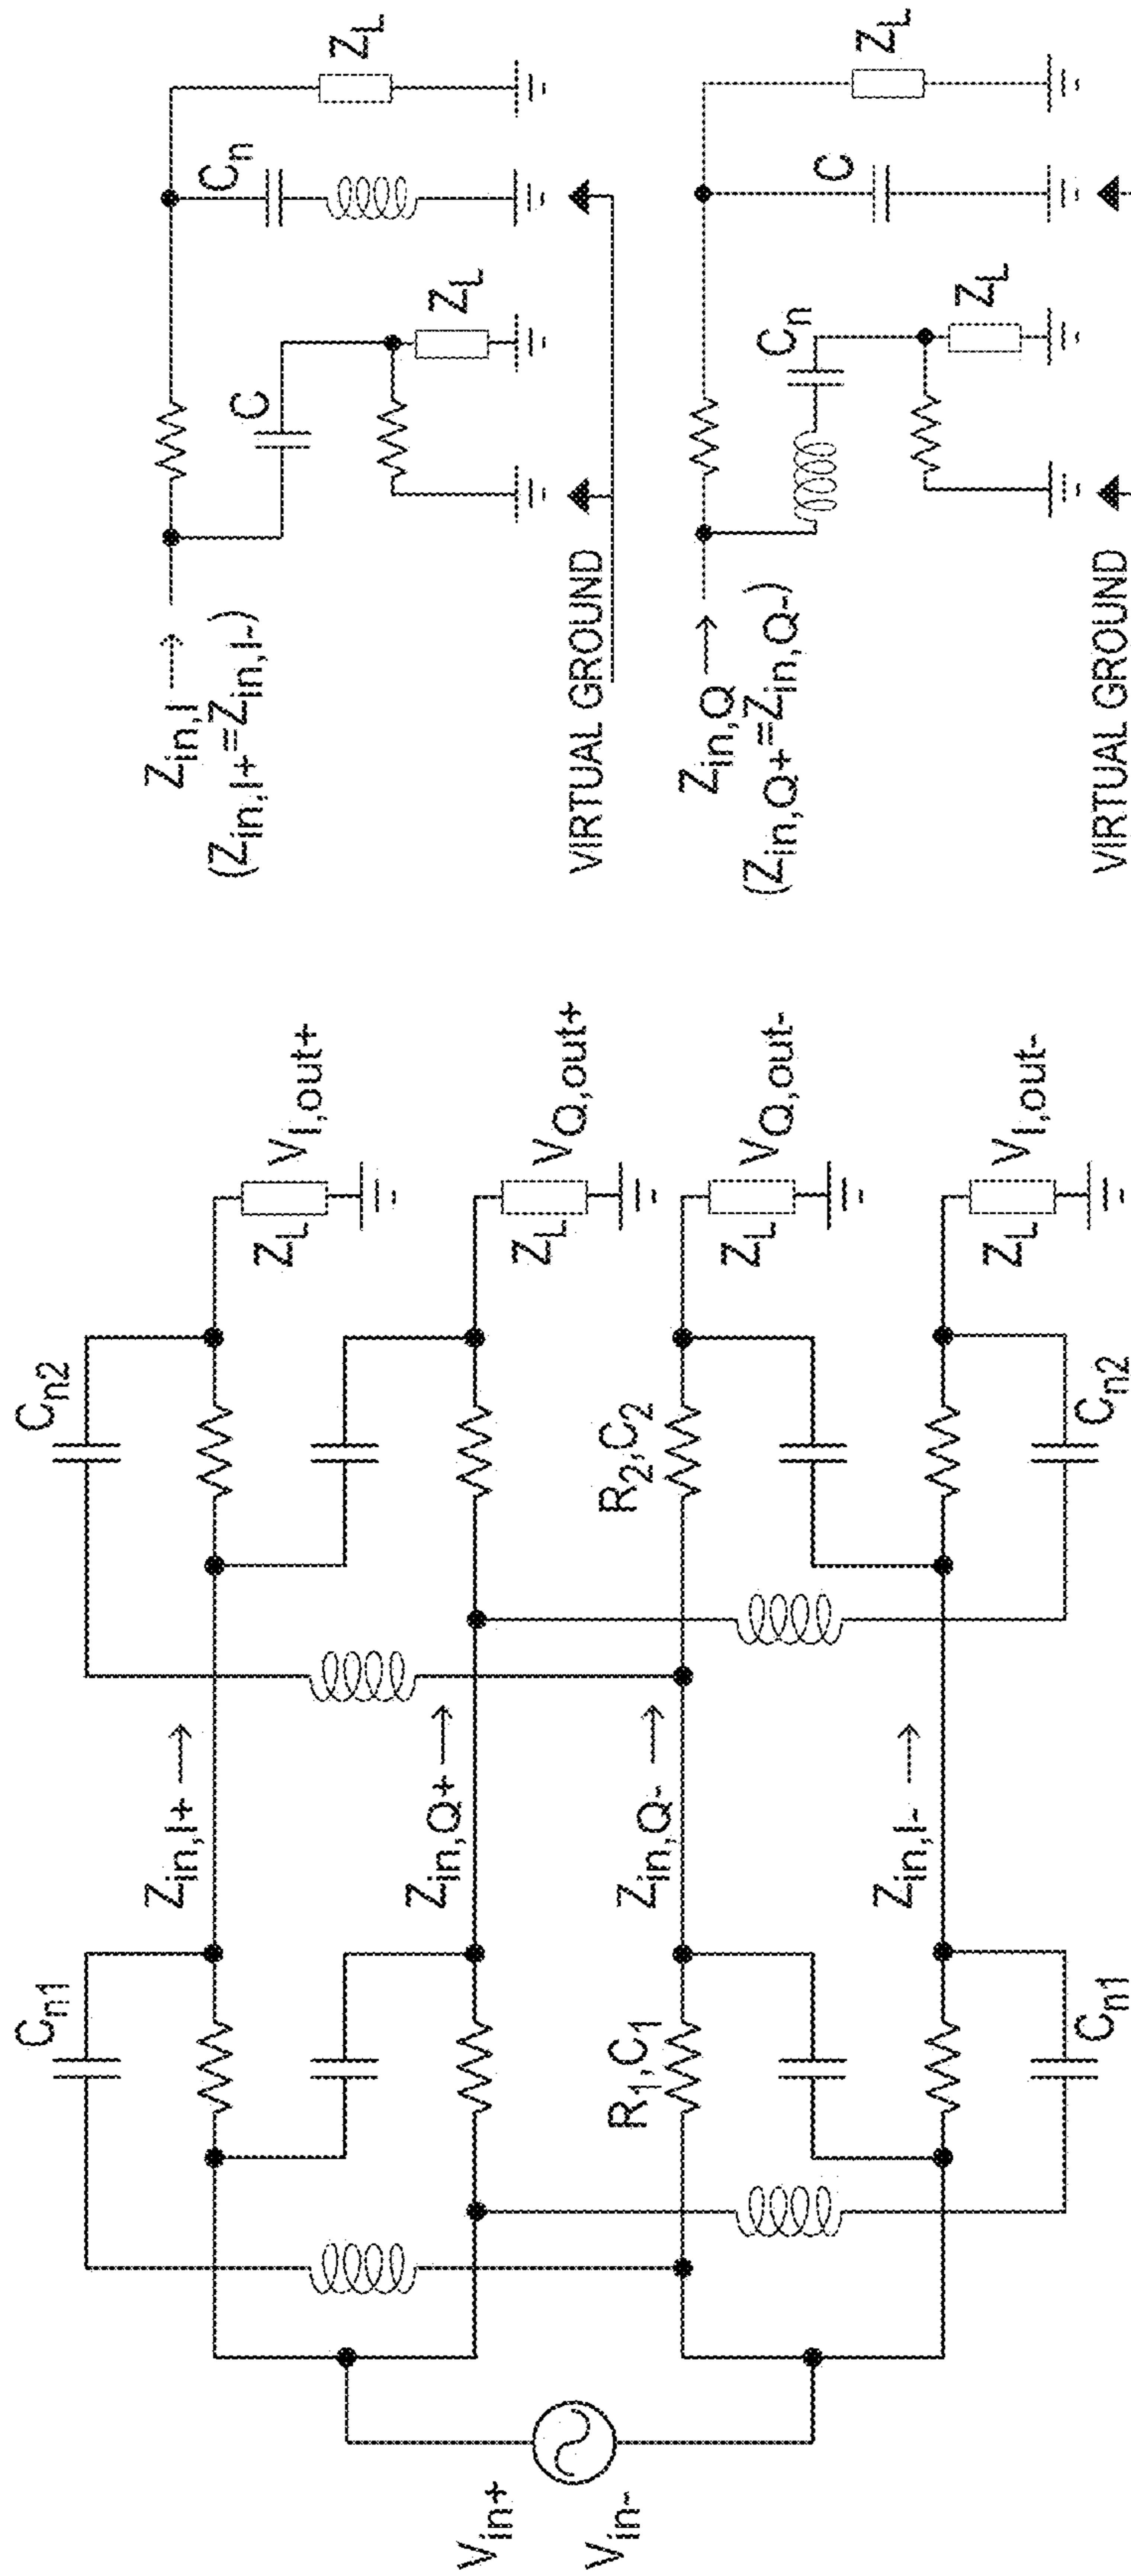 Vin+
Vin-
Cn1
R1,C1
Cn1
Zin,I+
Zin,Q+
Zin,Q-
Zin,I-
Cn2
R2,C2
Cn2
ZL
VI,out+
ZL
VQ,out+
ZL
VQ,out-
ZL
VI,out-
Zin,I
(Zin,I+=Zin,I-)
C
ZL
Cn
ZL
VIRTUAL GROUND
Zin,Q
(Zin,Q+=Zin,Q-)
Cn
ZL
C
ZL
VIRTUAL GROUND